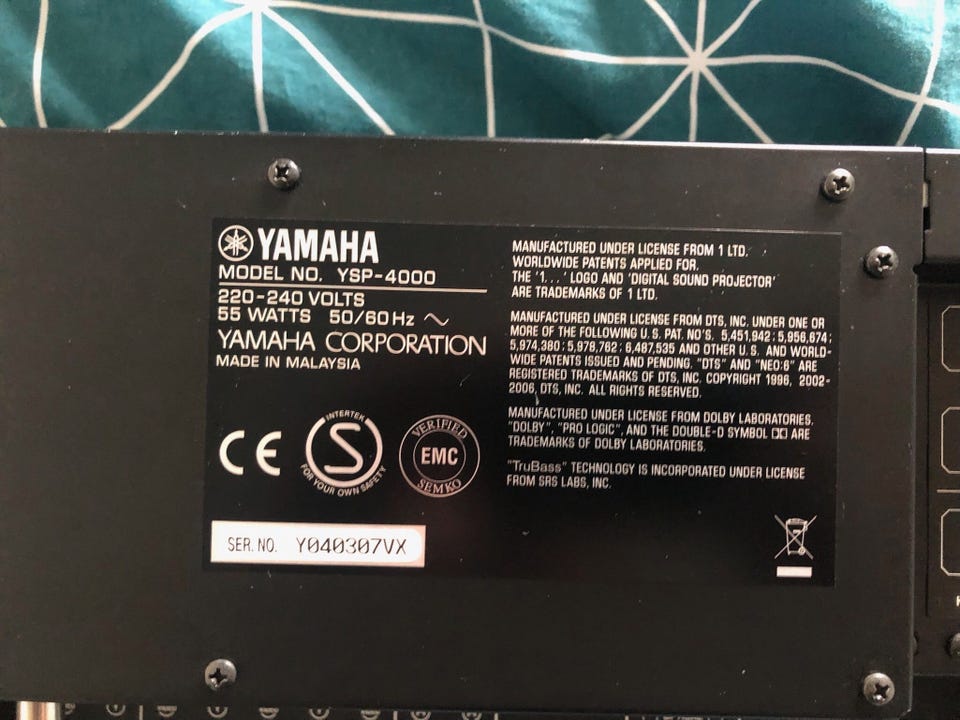 YAMAHA
MODEL NO. YSP-4000
220-240 VOLTS
55 WATTS 50/60Hz ~
YAMAHA CORPORATION
MADE IN MALAYSIA
CE
INTERTEK
S
FOR YOUR OWN SAFETY
VERIFIED
EMC
SEMKO
SER. NO. Y040307VX
MANUFACTURED UNDER LICENSE FROM 1 LTD.
WORLDWIDE PATENTS APPLIED FOR.
THE '1...' LOGO AND 'DIGITAL SOUND PROJECTOR'
ARE TRADEMARKS OF 1 LTD.
MANUFACTURED UNDER LICENSE FROM DTS, INC. UNDER ONE OR
MORE OF THE FOLLOWING U.S. PAT. NO'S. 5,451,942; 5,956,674;
5,974,380; 5,978,762; 6,487,535 AND OTHER U.S. AND WORLD-
WIDE PATENTS ISSUED AND PENDING. "DTS" AND "NEO:6" ARE
REGISTERED TRADEMARKS OF DTS, INC. COPYRIGHT 1996, 2002-
2006, DTS, INC. ALL RIGHTS RESERVED.
MANUFACTURED UNDER LICENSE FROM DOLBY LABORATORIES.
"DOLBY", "PRO LOGIC", AND THE DOUBLE-D SYMBOL ARE
TRADEMARKS OF DOLBY LABORATORIES.
"TruBass" TECHNOLOGY IS INCORPORATED UNDER LICENSE
FROM SRS LABS, INC.